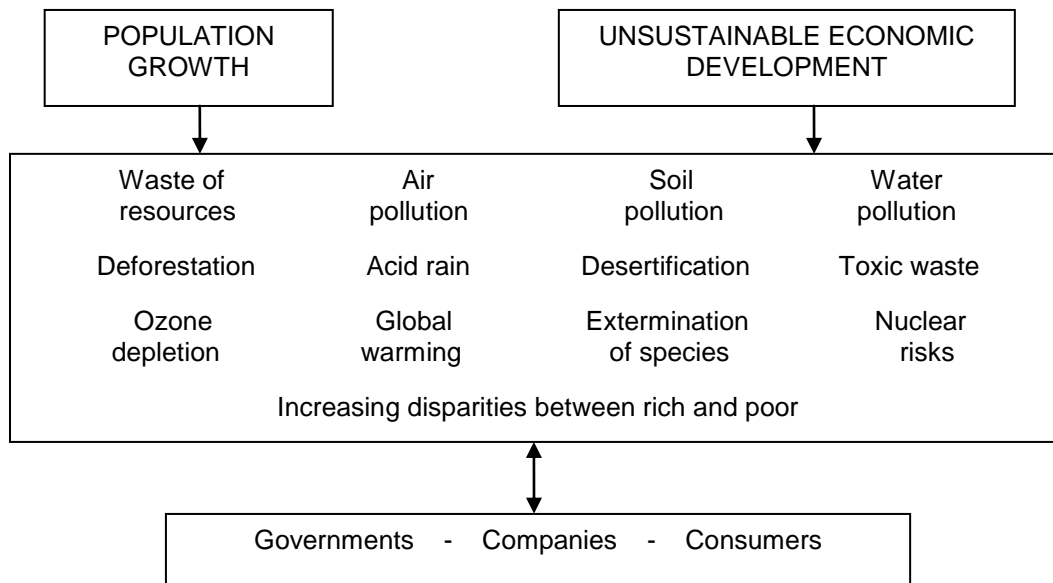 POPULATION
GROWTH
UNSUSTAINABLE ECONOMIC
DEVELOPMENT
Waste of
resources
Air
pollution
Soil
pollution
Water
pollution
Deforestation
Acid rain
Desertification
Toxic waste
Ozone
depletion
Global
warming
Extermination
of species
Nuclear
risks
Increasing disparities between rich and poor
Governments - Companies - Consumers